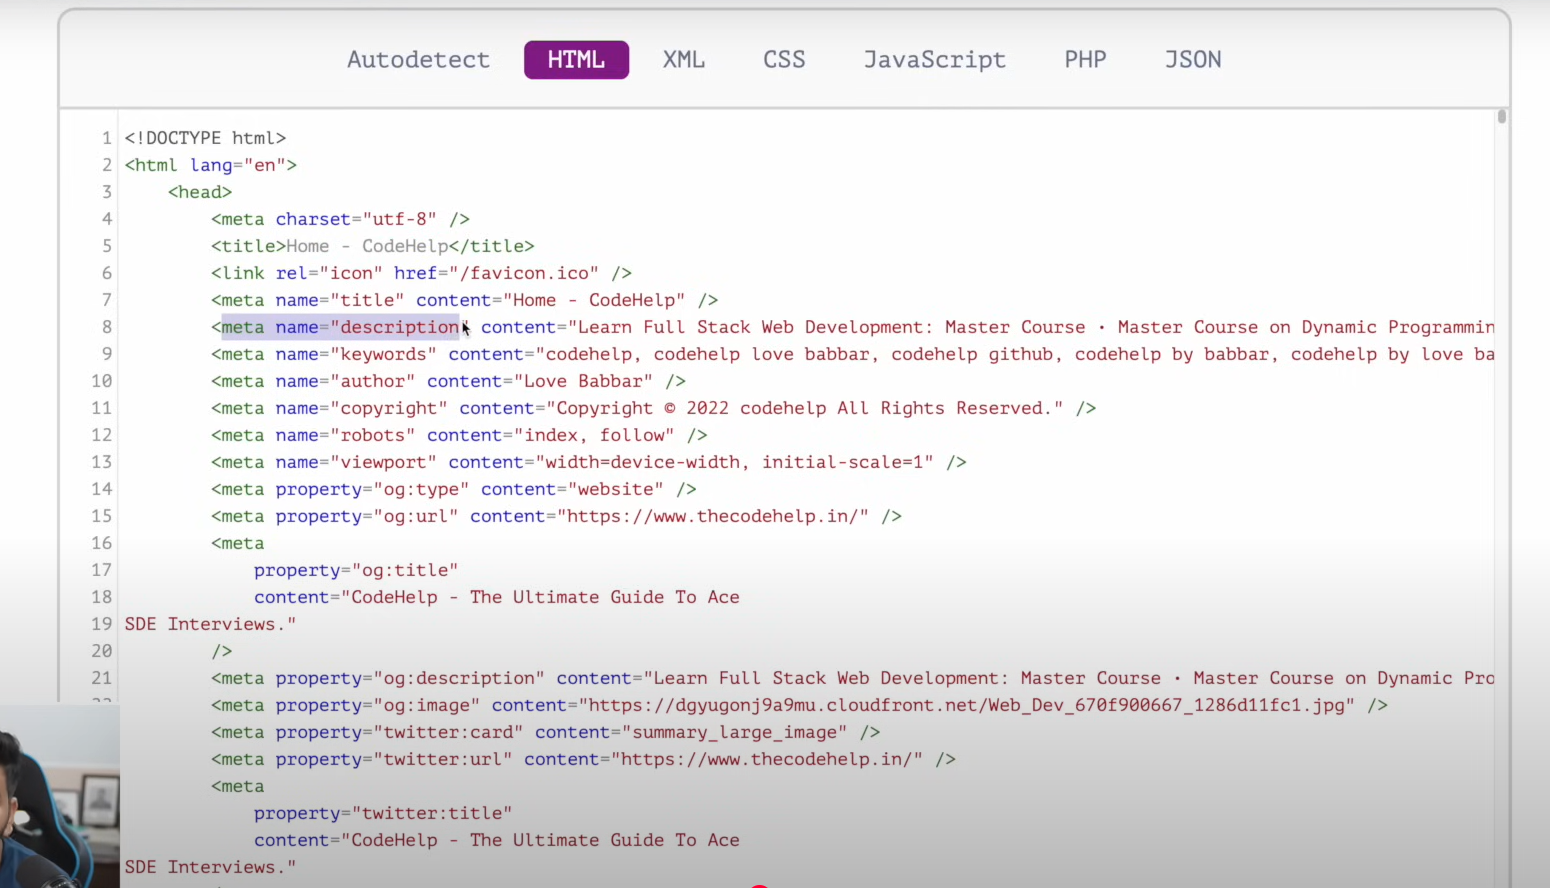 Autodetect HTML XML CSS JavaScript PHP JSON
1 <!DOCTYPE html>
2 <html lang="en">
3 <head>
4 <meta charset="utf-8" />
5 <title>Home - CodeHelp</title>
6 <link rel="icon" href="/favicon.ico" />
7 <meta name="title" content="Home - CodeHelp" />
8 <meta name="description" content="Learn Full Stack Web Development: Master Course · Master Course on Dynamic Programmin
9 <meta name="keywords" content="codehelp, codehelp love babbar, codehelp github, codehelp by babbar, codehelp by love ba
10 <meta name="author" content="Love Babbar" />
11 <meta name="copyright" content="Copyright © 2022 codehelp All Rights Reserved." />
12 <meta name="robots" content="index, follow" />
13 <meta name="viewport" content="width=device-width, initial-scale=1" />
14 <meta property="og:type" content="website" />
15 <meta property="og:url" content="https://www.thecodehelp.in/" />
16 <meta
17 property="og:title"
18 content="CodeHelp - The Ultimate Guide To Ace
19 SDE Interviews."
20 />
21 <meta property="og:description" content="Learn Full Stack Web Development: Master Course · Master Course on Dynamic Pro
<meta property="og:image" content="https://dgyugonj9a9mu.cloudfront.net/Web_Dev_670f900667_1286d11fc1.jpg" />
<meta property="twitter:card" content="summary_large_image" />
<meta property="twitter:url" content="https://www.thecodehelp.in/" />
<meta
property="twitter:title"
content="CodeHelp - The Ultimate Guide To Ace
SDE Interviews."